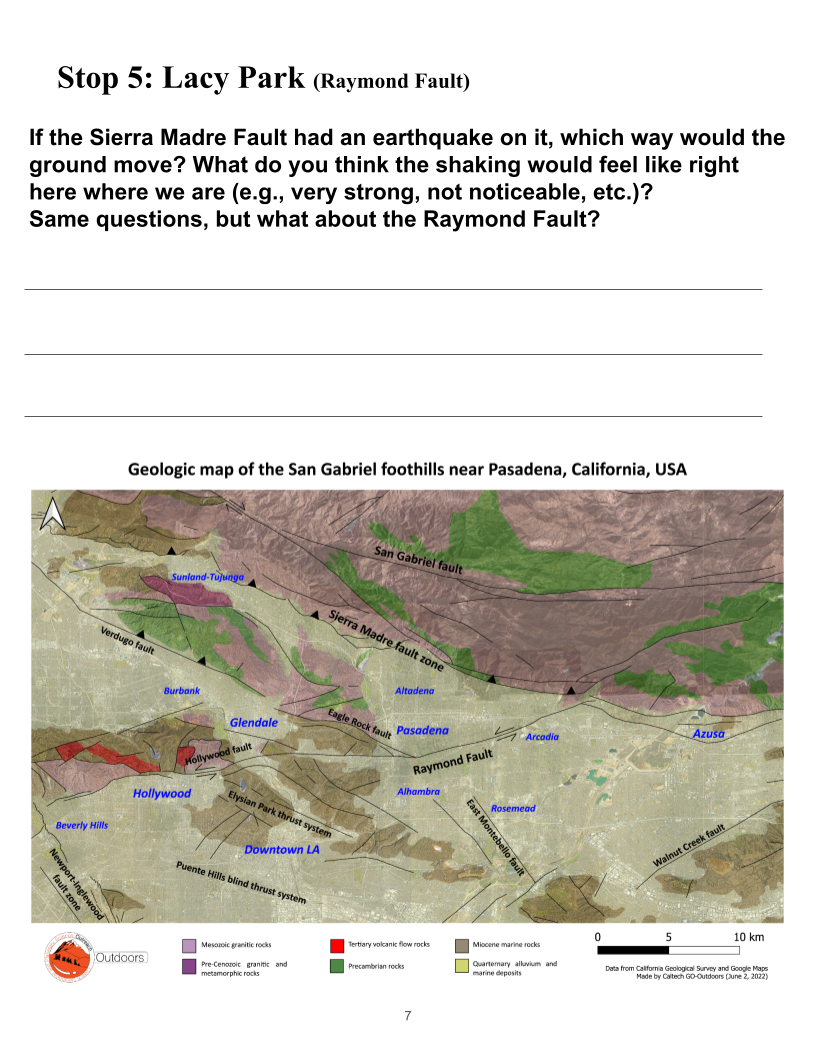 Stop 5: Lacy Park (Raymond Fault)
If the Sierra Madre Fault had an earthquake on it, which way would the
ground move? What do you think the shaking would feel like right
here where we are (e.g., very strong, not noticeable, etc.)?
Same questions, but what about the Raymond Fault?
Geologic map of the San Gabriel foothills near Pasadena, California, USA
San Gabriel fault
Sunland-Tujunga
Sierra Madre fault zone
Verdugo fault
Burbank
Altadena
Glendale
Eagle Rock fault
Pasadena
Arcadia
Azusa
Hollywood fault
Raymond Fault
Hollywood
Elysian Park thrust system
Alhambra
Rosemead
Beverly Hills
East Montebello fault
Downtown LA
Walnut Creek fault
Newport-Inglewood
fault zone
Puente Hills blind thrust system
Outdoors
Mesozoic granitic rocks
Pre-Cenozoic granitic and
metamorphic rocks
Tertiary volcanic flow rocks
Precambrian rocks
Miocene marine rocks
Quarternary alluvium and
marine deposits
0 5 10 km
Data from California Geological Survey and Google Maps
Made by Caltech GO-Outdoors (June 2, 2022)
7